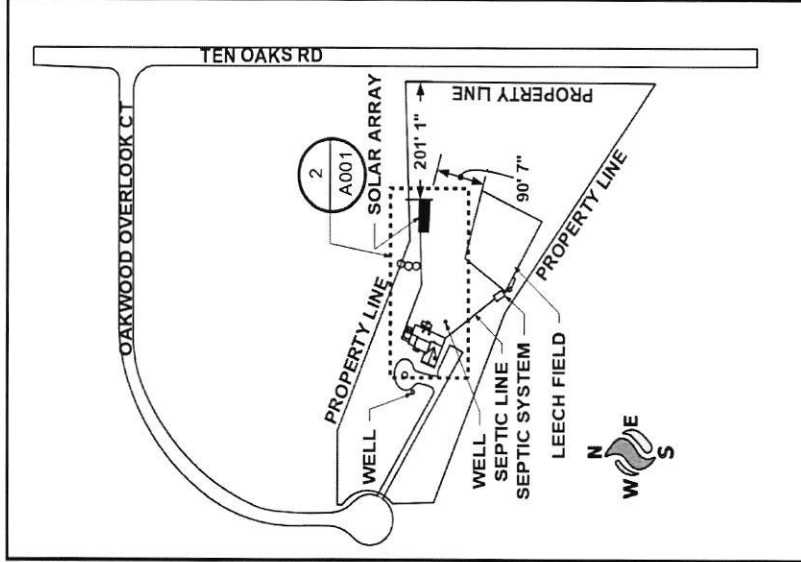 TEN OAKS RD
OAKWOOD OVERLOOK CT
2
A001
SOLAR ARRAY
PROPERTY LINE
201' 1"
90' 7"
PROPERTY LINE
PROPERTY LINE
WELL
WELL
SEPTIC LINE
SEPTIC SYSTEM
LEECH FIELD
N
E
W
S